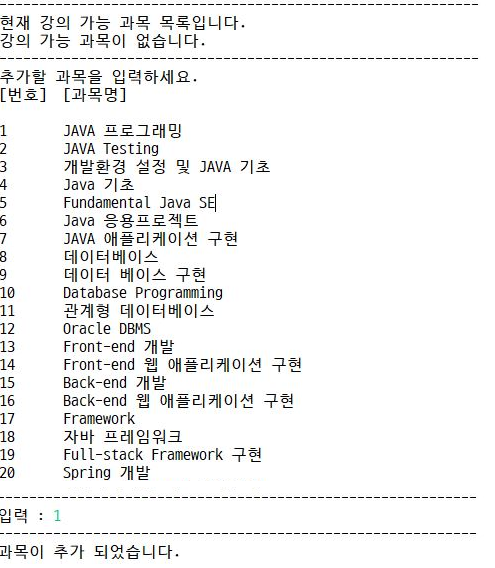 현재 강의 가능 과목 목록입니다.
강의 가능 과목이 없습니다.
추가할 과목을 입력하세요.
[번호] [과목명]
1 JAVA 프로그래밍
2 JAVA Testing
3 개발환경 설정 및 JAVA 기초
4 Java 기초
5 Fundamental Java SE
6 Java 응용프로젝트
7 JAVA 애플리케이션 구현
8 데이터베이스
9 데이터 베이스 구현
10 Database Programming
11 관계형 데이터베이스
12 Oracle DBMS
13 Front-end 개발
14 Front-end 웹 애플리케이션 구현
15 Back-end 개발
16 Back-end 웹 애플리케이션 구현
17 Framework
18 자바 프레임워크
19 Full-stack Framework 구현
20 Spring 개발
입력 : 1
과목이 추가 되었습니다.